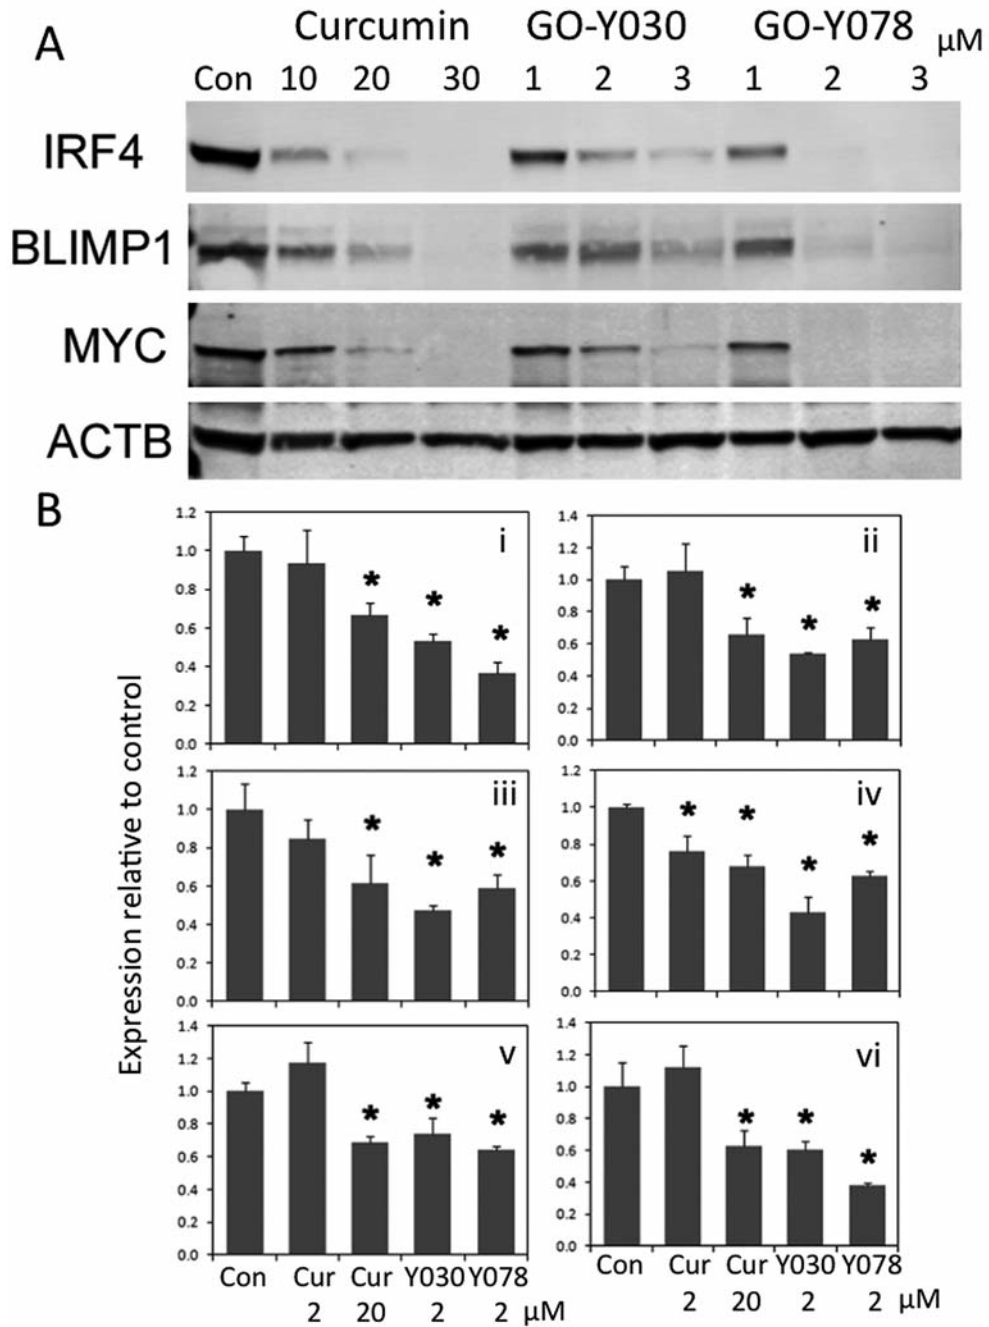 A
Curcumin GO-Y030 GO-Y078 µM
Con 10 20 30 1 2 3 1 2 3
IRF4
BLIMP1
MYC
ACTB
B
Expression relative to control
1.2
1.0
0.8
0.6
0.4
0.2
0.0
i
* * *
1.4
1.2
1.0
0.8
0.6
0.4
0.2
0.0
ii
* * *
1.2
1.0
0.8
0.6
0.4
0.2
0.0
iii
* * *
1.2
1.0
0.8
0.6
0.4
0.2
0.0
iv
* * * *
1.4
1.2
1.0
0.8
0.6
0.4
0.2
0.0
v
* * *
1.4
1.2
1.0
0.8
0.6
0.4
0.2
0.0
vi
* * *
Con Cur Cur Y030 Y078
2 20 2 2 µM
Con Cur Cur Y030 Y078
2 20 2 2 µM